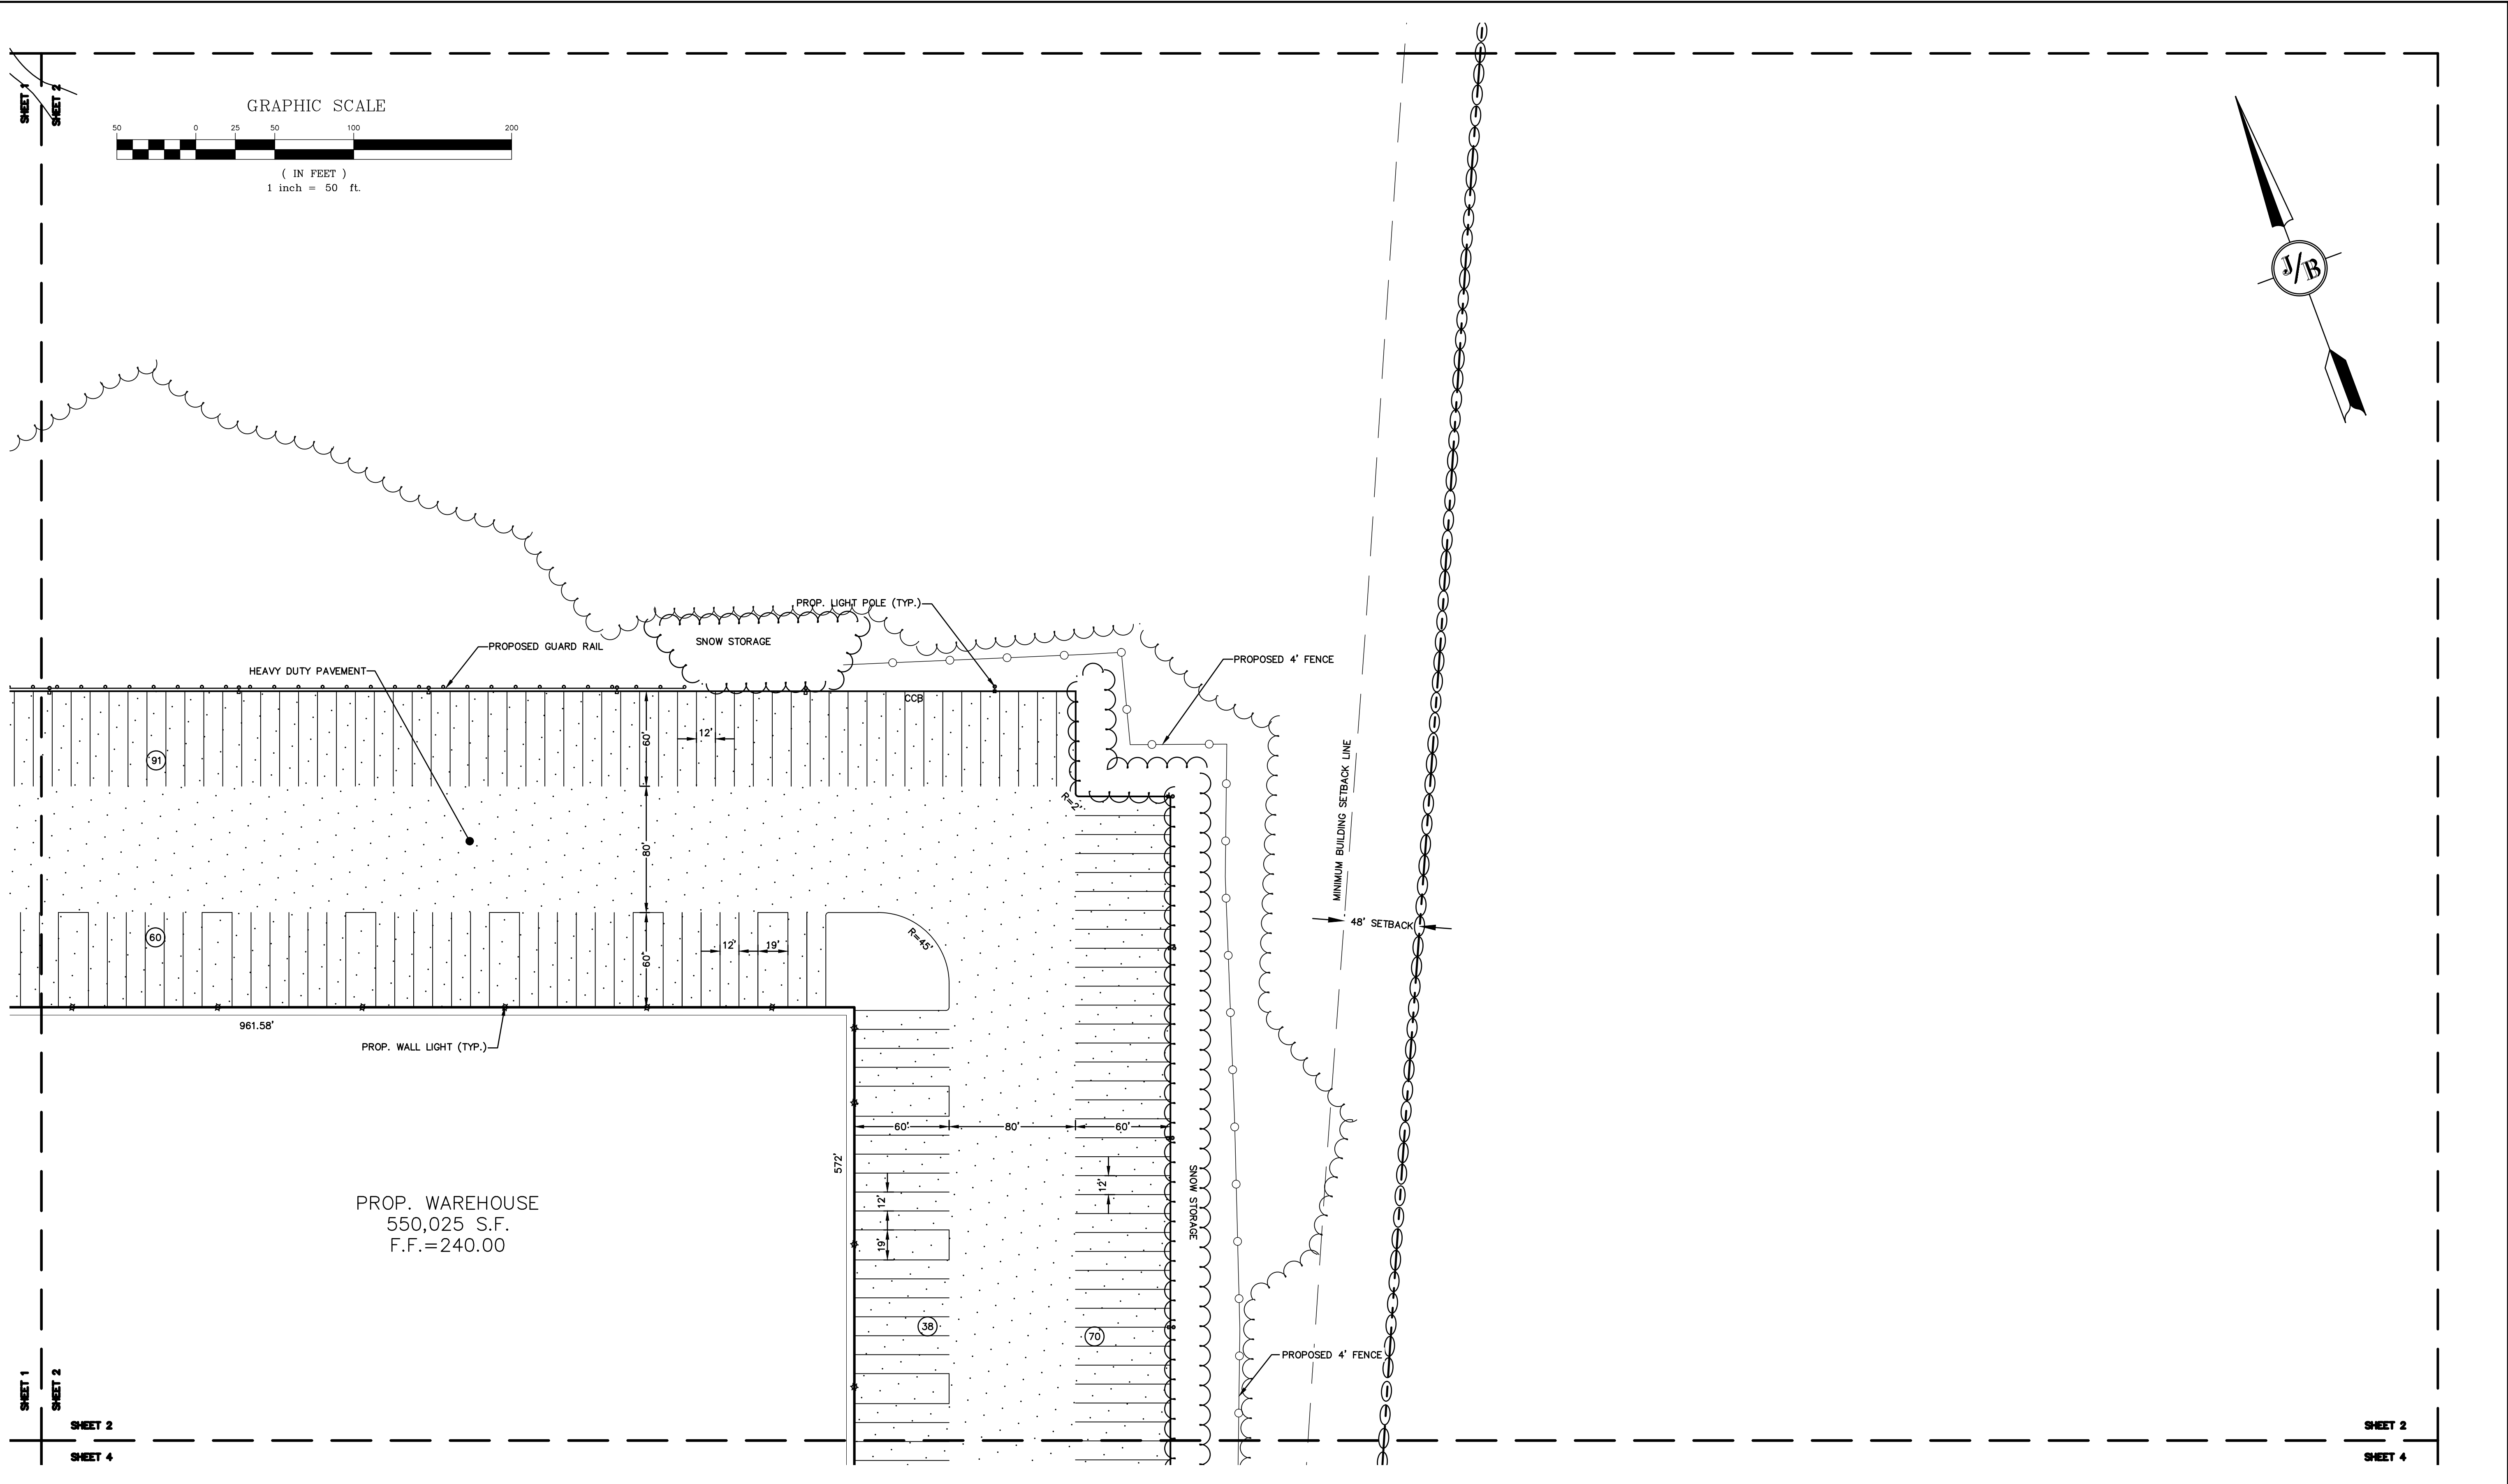 SHEET 1
SHEET 2
GRAPHIC SCALE
50 0 25 50 100 200
( IN FEET )
1 inch = 50 ft.
J/B
PROP. LIGHT POLE (TYP.)
SNOW STORAGE
PROPOSED GUARD RAIL
PROPOSED 4' FENCE
HEAVY DUTY PAVEMENT
CCB
60'
12'
91
R=2'
MINIMUM BUILDING SETBACK LINE
80'
48' SETBACK
60
R=45'
12'
19'
60'
961.58'
PROP. WALL LIGHT (TYP.)
60'
80'
60'
572'
12'
12'
SNOW STORAGE
PROP. WAREHOUSE
550,025 S.F.
F.F.=240.00
19'
38
70
PROPOSED 4' FENCE
SHEET 1
SHEET 2
SHEET 2
SHEET 4
SHEET 2
SHEET 4